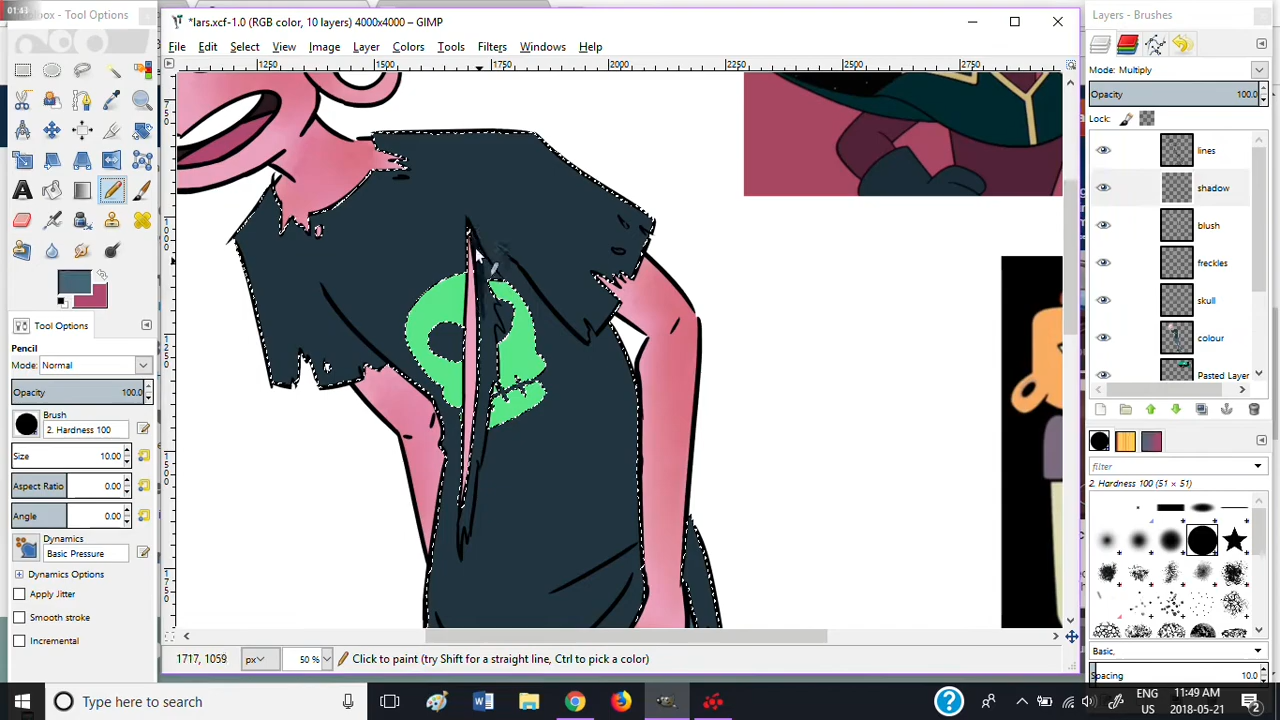 01:43
box - Tool Options
*lars.xcf-1.0 (RGB color, 10 layers) 4000x4000 – GIMP
Layers - Brushes
File Edit Select View Image Layer Colors Tools Filters Windows Help
1250 1750 2000 2250 2500 2750
Mode: Multiply
Opacity 100.0
Lock:
lines
shadow
blush
freckles
skull
colour
Pasted Layer
Tool Options
Pencil
Mode: Normal
Opacity 100.0
Brush
2. Hardness 100
Size 10.00
Aspect Ratio 0.00
Angle 0.00
Dynamics
Basic Pressure
Dynamics Options
Apply Jitter
Smooth stroke
Incremental
filter
2. Hardness 100 (51 × 51)
Basic,
Spacing 10.0
1717, 1059 px 50 % Click to paint (try Shift for a straight line, Ctrl to pick a color)
Type here to search
ENG
US
11:49 AM
2018-05-21
2